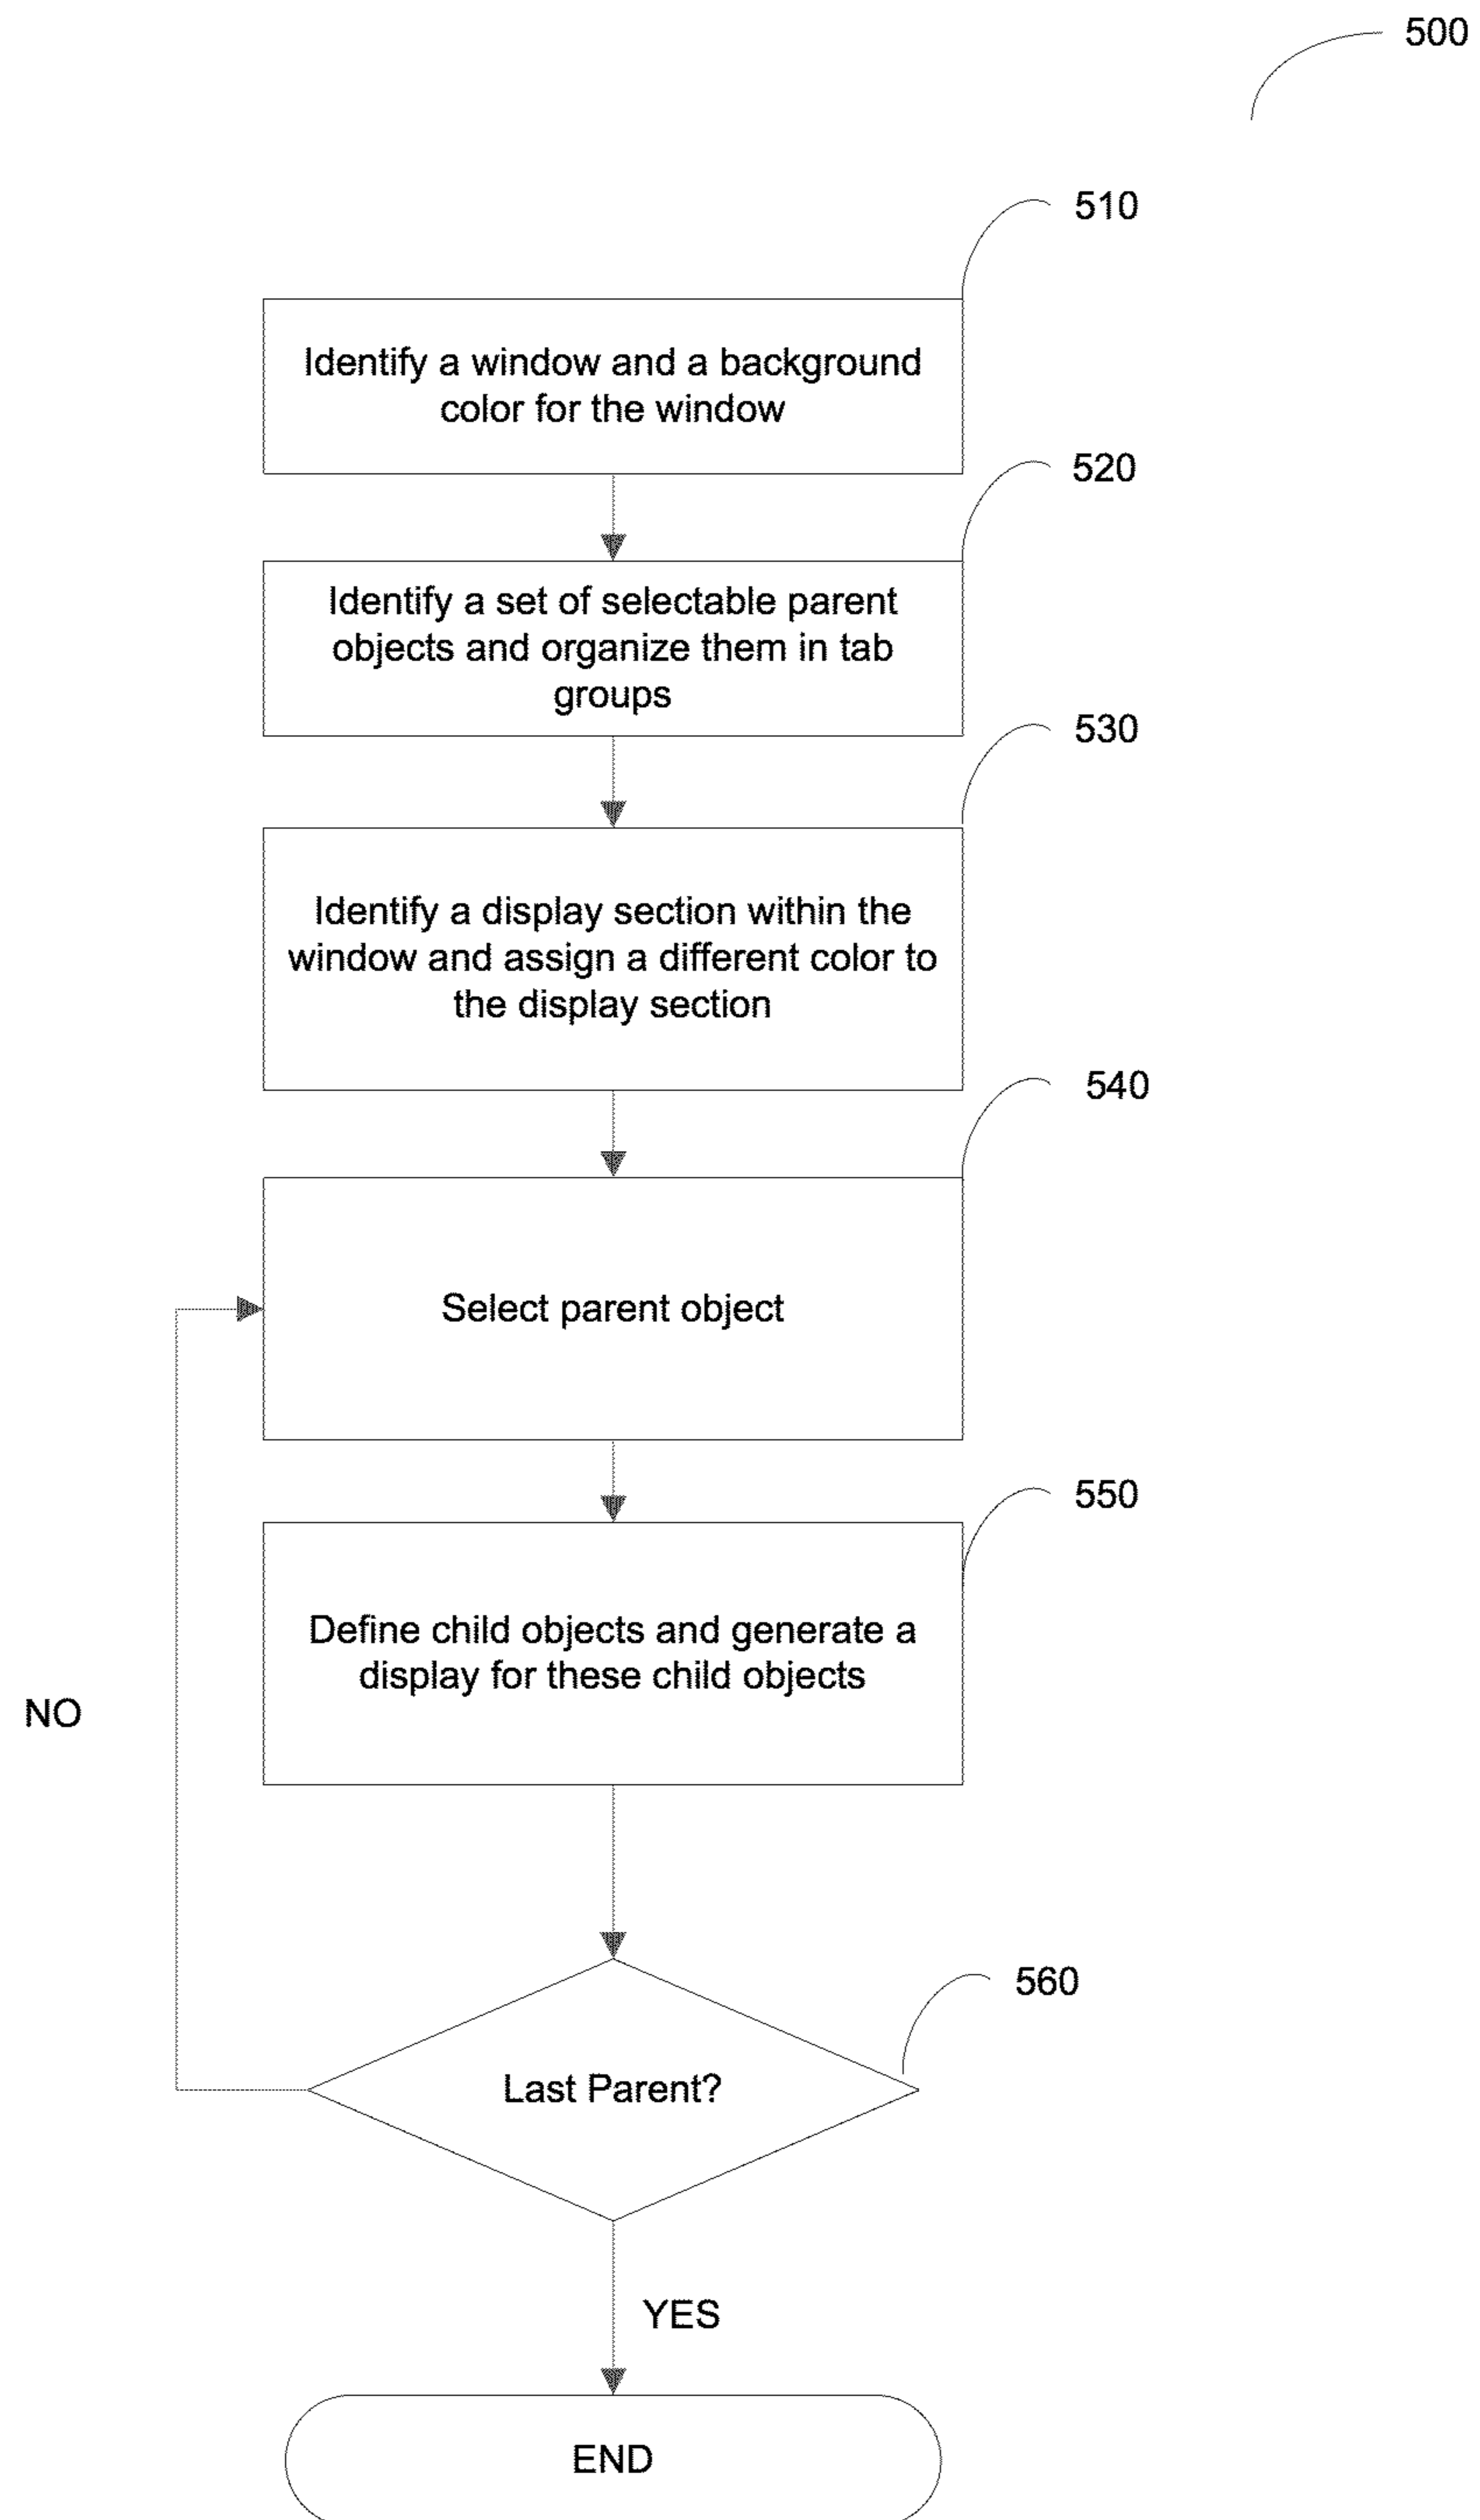 500
510
Identify a window and a background
color for the window
520
Identify a set of selectable parent
objects and organize them in tab
groups
530
Identify a display section within the
window and assign a different color to
the display section
540
Select parent object
550
Define child objects and generate a
display for these child objects
NO
560
Last Parent?
YES
END